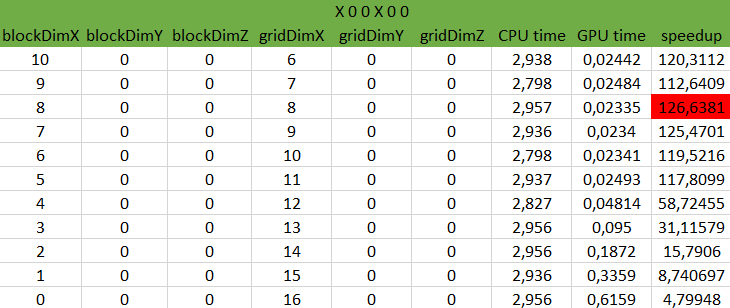 X 0 0 X 0 0
blockDimX blockDimY blockDimZ gridDimX gridDimY gridDimZ CPU time GPU time speedup
10 0 0 6 0 0 2,938 0,02442 120,3112
9 0 0 7 0 0 2,798 0,02484 112,6409
8 0 0 8 0 0 2,957 0,02335 126,6381
7 0 0 9 0 0 2,936 0,0234 125,4701
6 0 0 10 0 0 2,798 0,02341 119,5216
5 0 0 11 0 0 2,937 0,02493 117,8099
4 0 0 12 0 0 2,827 0,04814 58,72455
3 0 0 13 0 0 2,956 0,095 31,11579
2 0 0 14 0 0 2,956 0,1872 15,7906
1 0 0 15 0 0 2,936 0,3359 8,740697
0 0 0 16 0 0 2,956 0,6159 4,79948